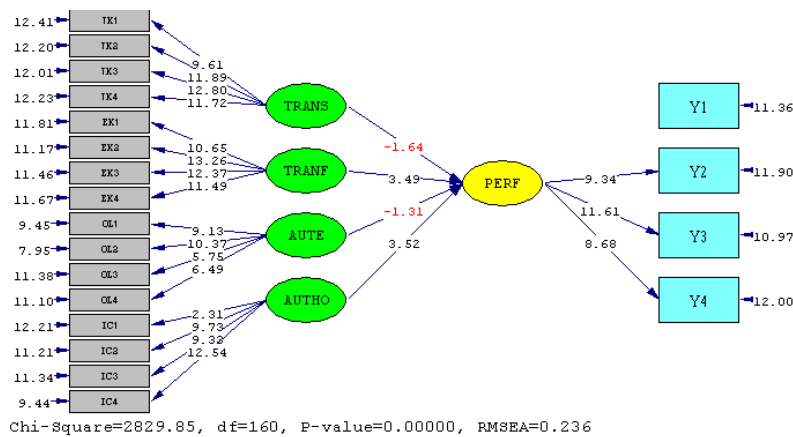 12.41 IK1
12.20 IK2
12.01 IK3
12.23 IK4
11.81 EK1
11.17 EK2
11.46 EK3
11.67 EK4
9.45 OL1
7.95 OL2
11.38 OL3
11.10 OL4
12.21 IC1
11.21 IC2
11.34 IC3
9.44 IC4
9.61
11.89
12.80
11.72
10.65
13.26
12.37
11.49
9.13
10.37
5.75
6.49
2.31
9.73
9.33
12.54
TRANS
TRANF
AUTE
AUTHO
-1.64
3.49
-1.31
3.52
PERF
9.34
11.61
8.68
Y1 11.36
Y2 11.90
Y3 10.97
Y4 12.00
Chi-Square=2829.85, df=160, P-value=0.00000, RMSEA=0.236